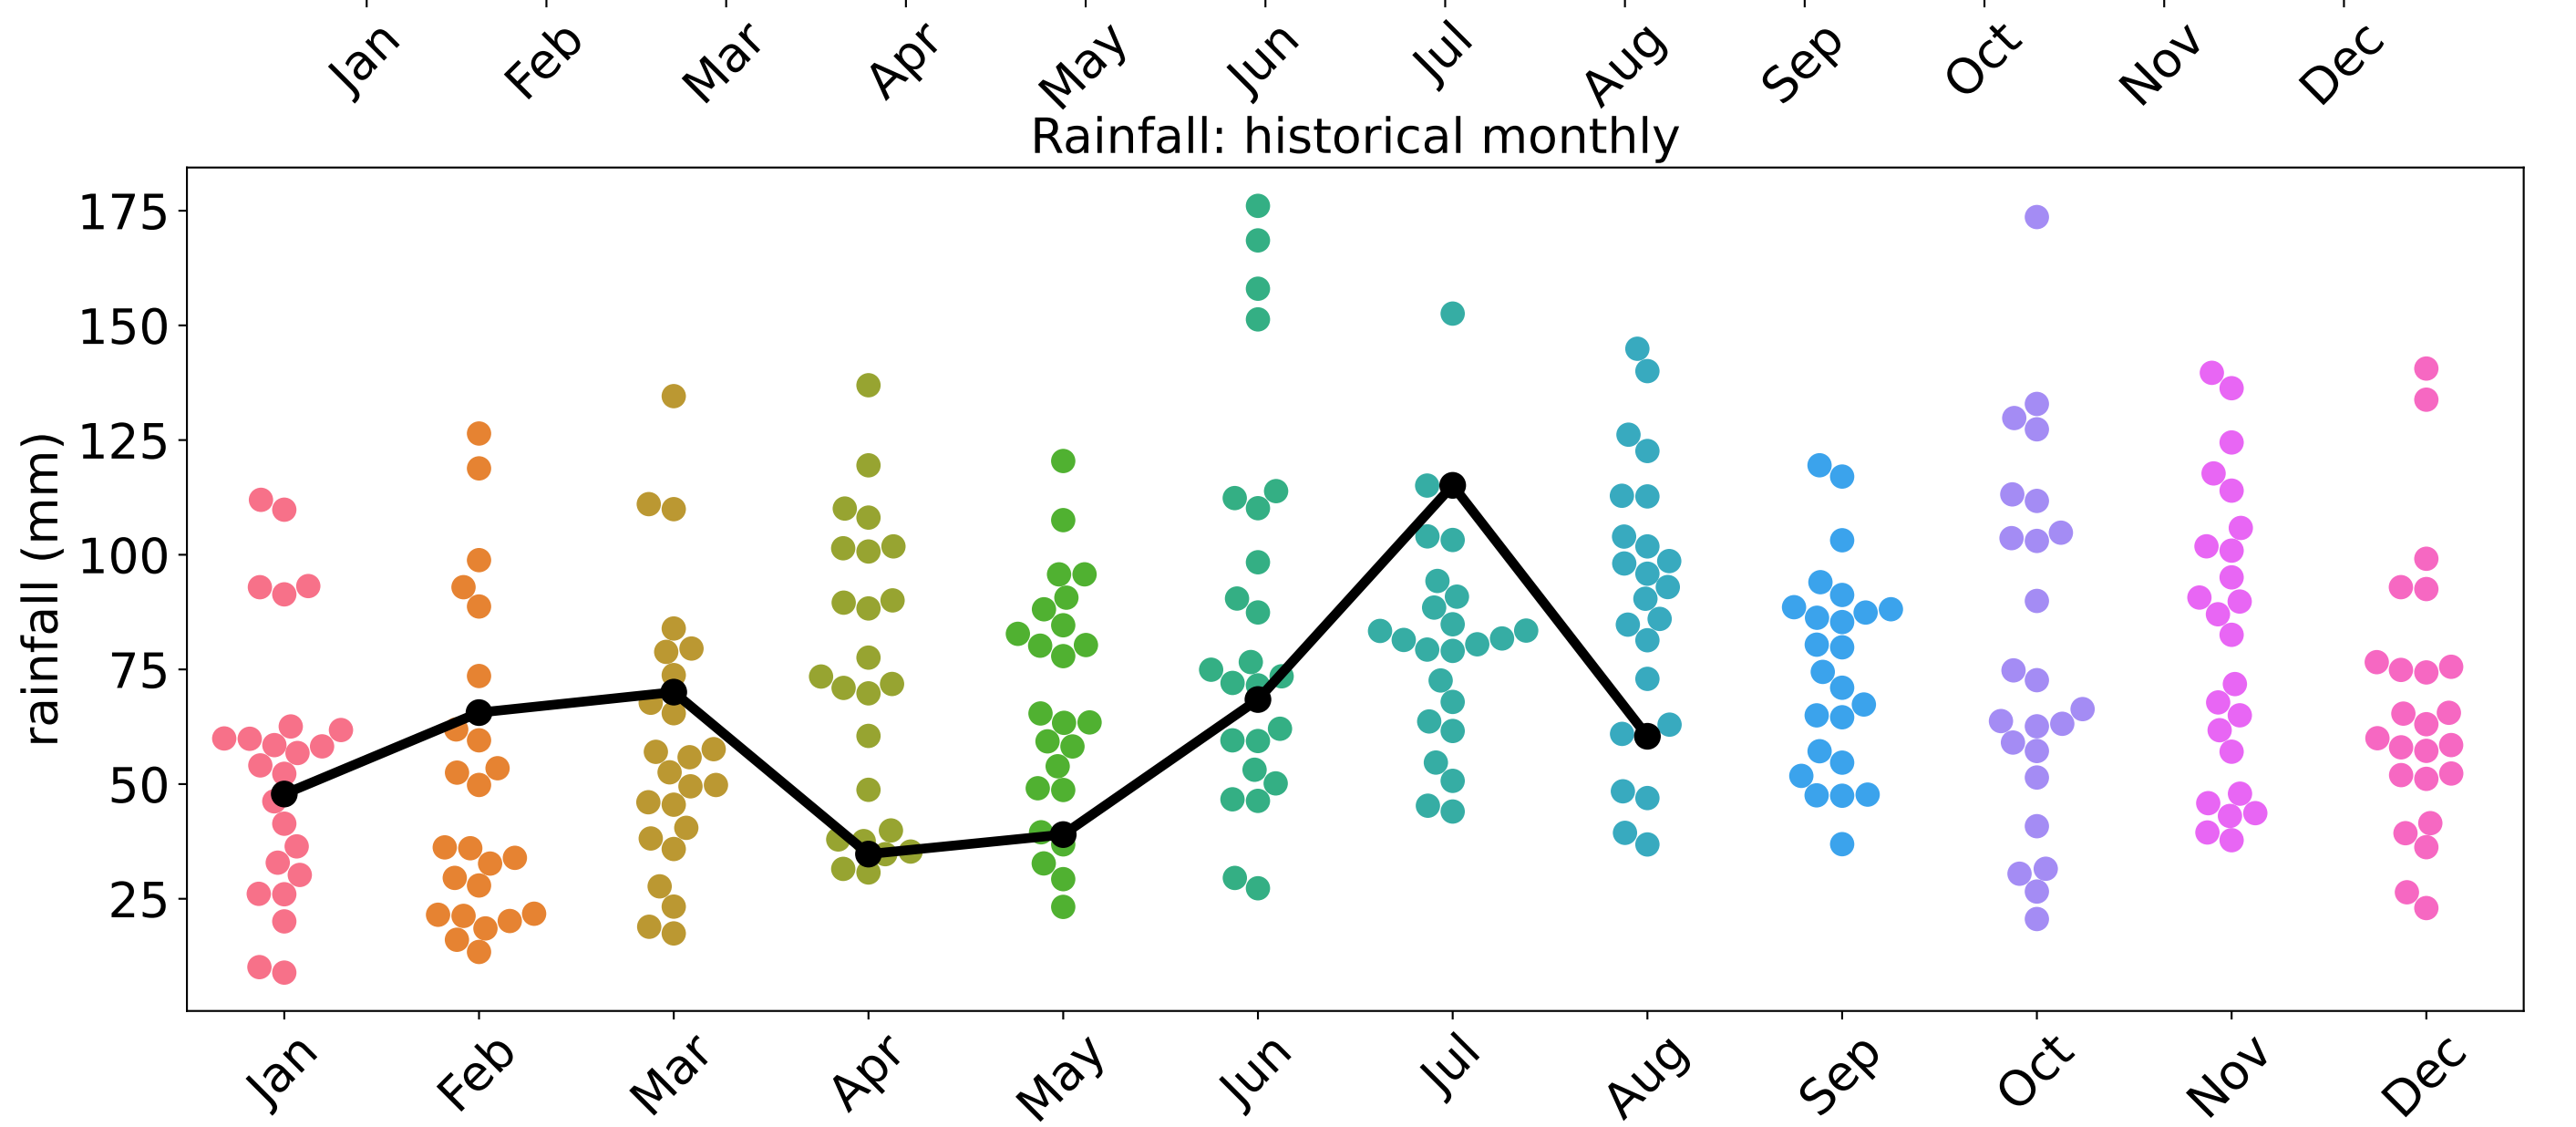 Jan Feb Mar Apr May Jun Jul Aug Sep Oct Nov Dec
Rainfall: historical monthly
rainfall (mm)
175
150
125
100
75
50
25
Jan Feb Mar Apr May Jun Jul Aug Sep Oct Nov Dec